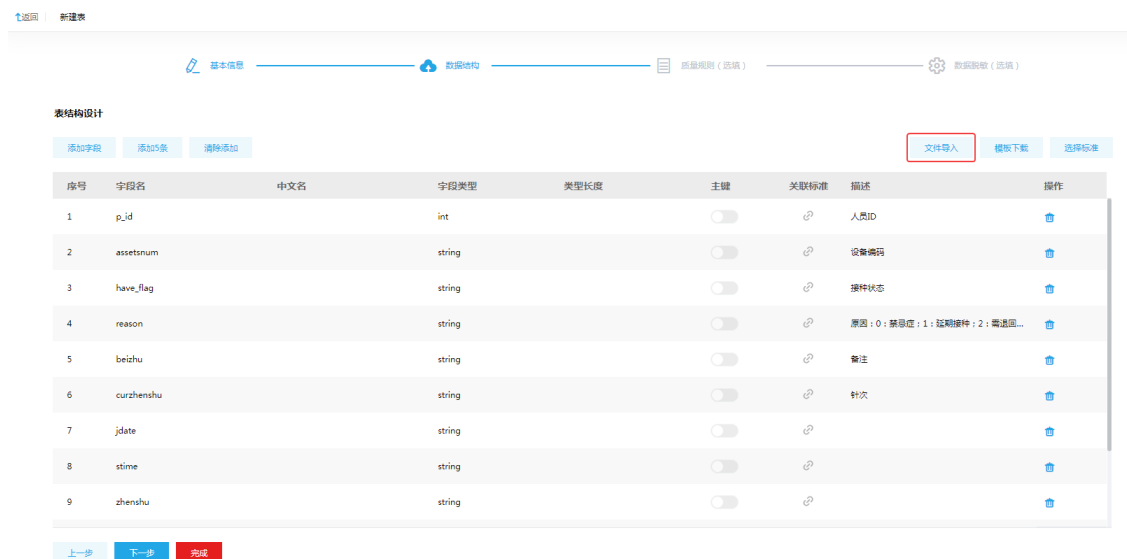 返回 新建表
基本信息 数据结构 质量规则（选填） 数据脱敏（选填）
表结构设计
添加字段 添加5条 清除添加 文件导入 模板下载 选择标准
序号 字段名 中文名 字段类型 类型长度 主键 关联标准 描述 操作
1 p_id int 人员ID
2 assetsnum string 设备编码
3 have_flag string 接种状态
4 reason string 原因：0：禁忌症；1：延期接种；2：需退回...
5 beizhu string 备注
6 curzhenshu string 针次
7 jdate string
8 stime string
9 zhenshu string
上一步 下一步 完成